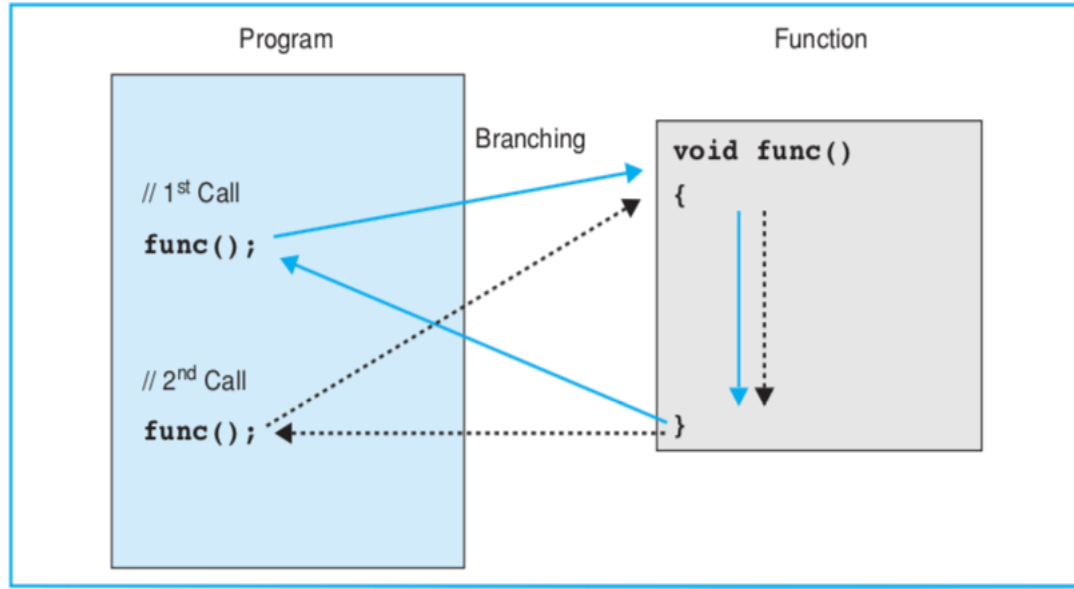 Program
Function
Branching
// 1st Call
func();
// 2nd Call
func();
void func()
{
}